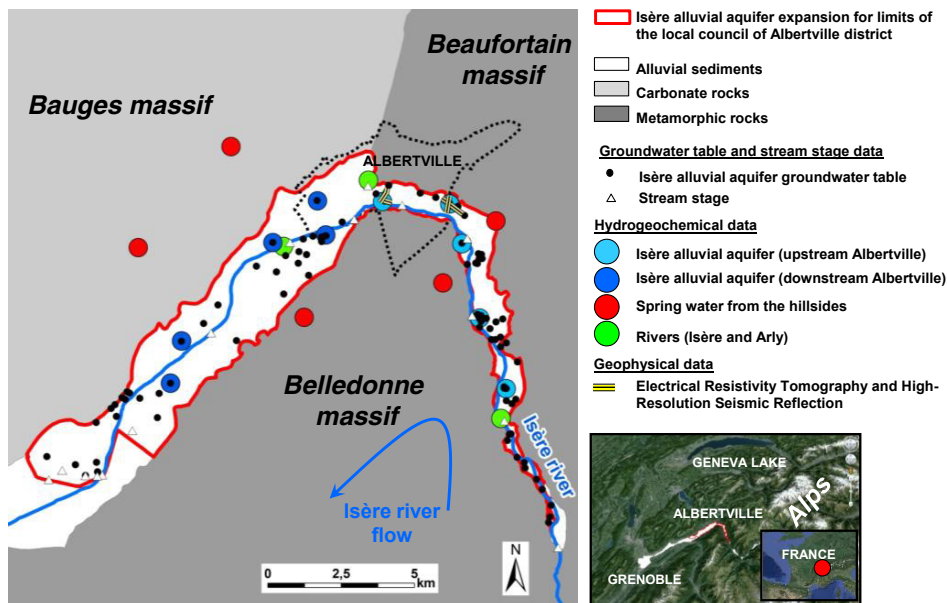 Beaufortain
massif
Bauges massif
ALBERTVILLE
Belledonne
massif
Isère river
Isère river
flow
N
0
2,5
5
km
Isère alluvial aquifer expansion for limits of
the local council of Albertville district
Alluvial sediments
Carbonate rocks
Metamorphic rocks
Groundwater table and stream stage data
Isère alluvial aquifer groundwater table
Stream stage
Hydrogeochemical data
Isère alluvial aquifer (upstream Albertville)
Isère alluvial aquifer (downstream Albertville)
Spring water from the hillsides
Rivers (Isère and Arly)
Geophysical data
Electrical Resistivity Tomography and High-
Resolution Seismic Reflection
GENEVA LAKE
Alps
ALBERTVILLE
FRANCE
GRENOBLE